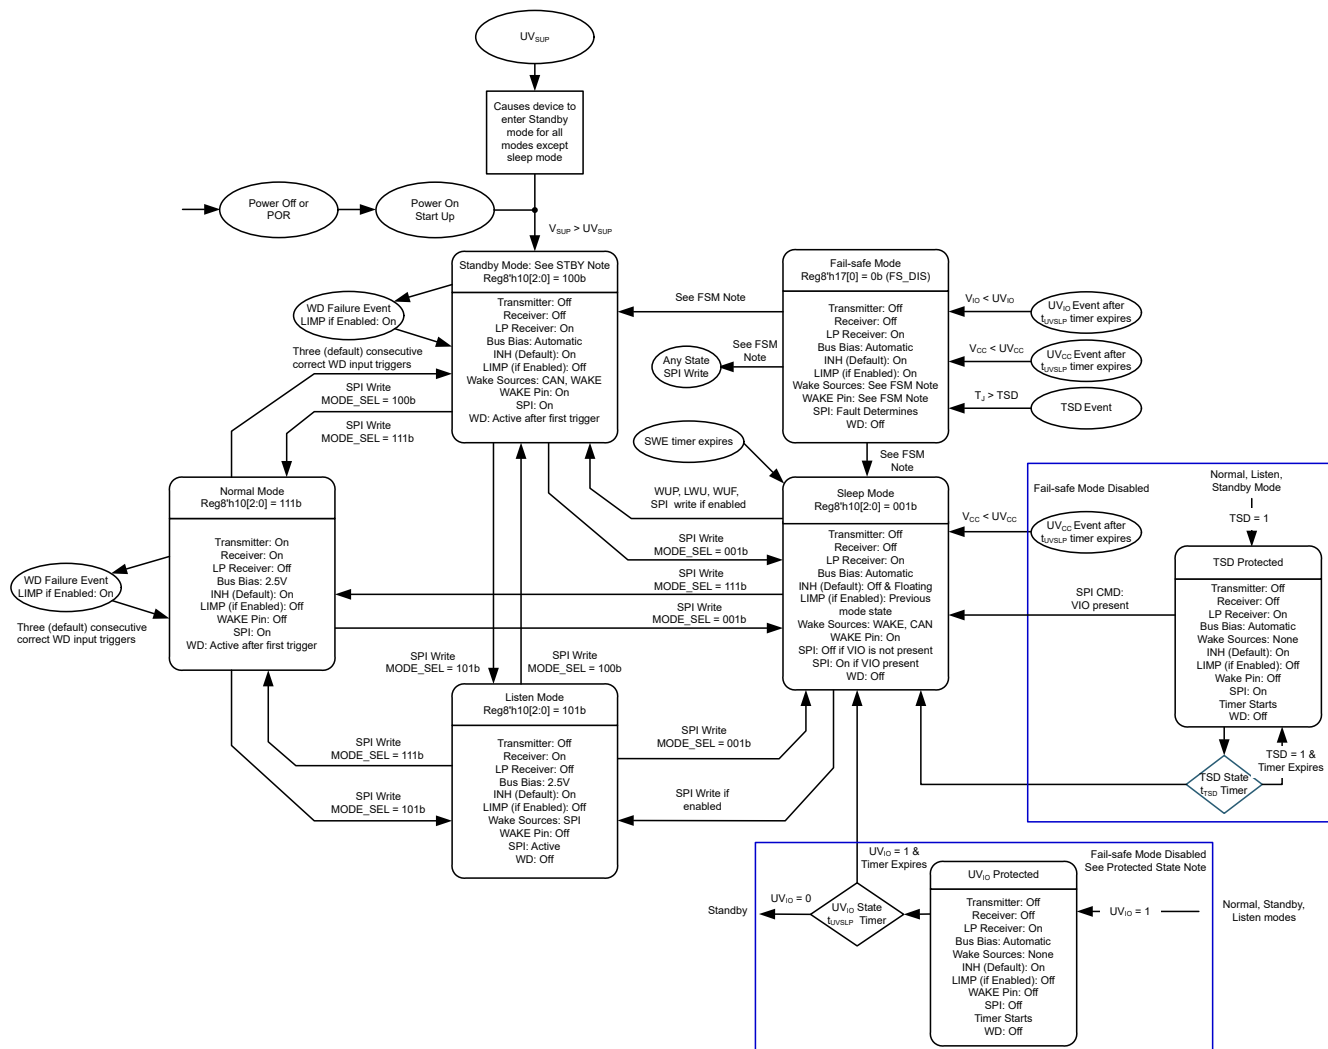 UVSUP
Causes device to
enter Standby
mode for all
modes except
sleep mode
Power Off or
POR
Power On
Start Up
VSUP > UVSUP
Standby Mode: See STBY Note
Reg8'h10[2:0] = 100b
Transmitter: Off
Receiver: Off
LP Receiver: On
Bus Bias: Automatic
INH (Default): On
LIMP (if Enabled): Off
Wake Sources: CAN, WAKE
WAKE Pin: On
SPI: On
WD: Active after first trigger
WD Failure Event
LIMP if Enabled: On
Three (default) consecutive
correct WD input triggers
SPI Write
MODE_SEL = 100b
SPI Write
MODE_SEL = 111b
See FSM Note
Fail-safe Mode
Reg8'h17[0] = 0b (FS_DIS)
Transmitter: Off
Receiver: Off
LP Receiver: On
Bus Bias: Automatic
INH (Default): On
LIMP (if Enabled): On
Wake Sources: See FSM Note
WAKE Pin: See FSM Note
SPI: Fault Determines
WD: Off
See FSM
Note
Any State
SPI Write
VIO < UVIO
UVIO Event after
tUVSLP timer expires
VCC < UVCC
UVCC Event after
tUVSLP timer expires
TJ > TSD
TSD Event
SWE timer expires
See FSM
Note
Normal Mode
Reg8'h10[2:0] = 111b
Transmitter: On
Receiver: On
LP Receiver: Off
Bus Bias: 2.5V
INH (Default): On
LIMP (if Enabled): Off
WAKE Pin: Off
SPI: On
WD: Active after first trigger
WD Failure Event
LIMP if Enabled: On
Three (default) consecutive
correct WD input triggers
WUP, LWU, WUF,
SPI write if enabled
SPI Write
MODE_SEL = 001b
SPI Write
MODE_SEL = 111b
SPI Write
MODE_SEL = 001b
Sleep Mode
Reg8'h10[2:0] = 001b
Transmitter: Off
Receiver: Off
LP Receiver: On
Bus Bias: Automatic
INH (Default): Off & Floating
LIMP (if Enabled): Previous
mode state
Wake Sources: WAKE, CAN
WAKE Pin: On
SPI: Off if VIO is not present
SPI: On if VIO present
WD: Off
VCC < UVCC
Fail-safe Mode Disabled
UVCC Event after
tUVSLP timer expires
Normal, Listen,
Standby Mode
TSD = 1
TSD Protected
Transmitter: Off
Receiver: Off
LP Receiver: On
Bus Bias: Automatic
Wake Sources: None
INH (Default): On
LIMP (if Enabled): Off
Wake Pin: Off
SPI: On
Timer Starts
WD: Off
SPI CMD:
VIO present
TSD = 1 &
Timer Expires
TSD State
tTSD Timer
SPI Write
MODE_SEL = 101b
SPI Write
MODE_SEL = 100b
Listen Mode
Reg8'h10[2:0] = 101b
Transmitter: Off
Receiver: On
LP Receiver: Off
Bus Bias: 2.5V
INH (Default): On
LIMP (if Enabled): Off
Wake Sources: SPI
WAKE Pin: Off
SPI: Active
WD: Off
SPI Write
MODE_SEL = 111b
SPI Write
MODE_SEL = 101b
SPI Write
MODE_SEL = 001b
SPI Write if
enabled
UVIO = 1 &
Timer Expires
Fail-safe Mode Disabled
See Protected State Note
Standby
UVIO = 0
UVIO State
tUVSLP Timer
UVIO Protected
Transmitter: Off
Receiver: Off
LP Receiver: On
Bus Bias: Automatic
Wake Sources: None
INH (Default): On
LIMP (if Enabled): Off
WAKE Pin: Off
SPI: Off
Timer Starts
WD: Off
UVIO = 1
Normal, Standby,
Listen modes